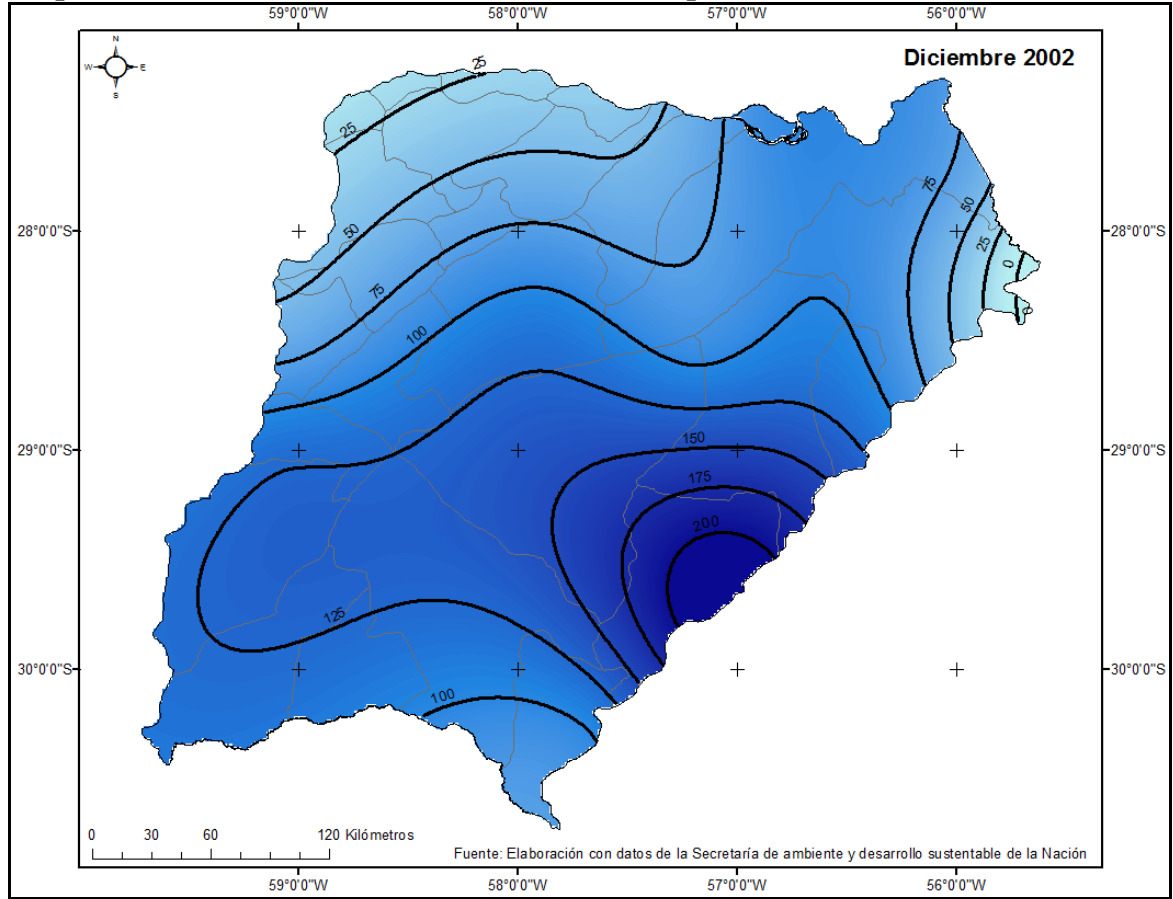 59°0'0"W 58°0'0"W 57°0'0"W 56°0'0"W
N
W E
S
Diciembre 2002
25
25
75
50
50
28°0'0"S 28°0'0"S
25
0
75
0
100
150
29°0'0"S 29°0'0"S
175
200
125
30°0'0"S 30°0'0"S
100
0 30 60 120 Kilómetros
Fuente: Elaboración con datos de la Secretaría de ambiente y desarrollo sustentable de la Nación
59°0'0"W 58°0'0"W 57°0'0"W 56°0'0"W